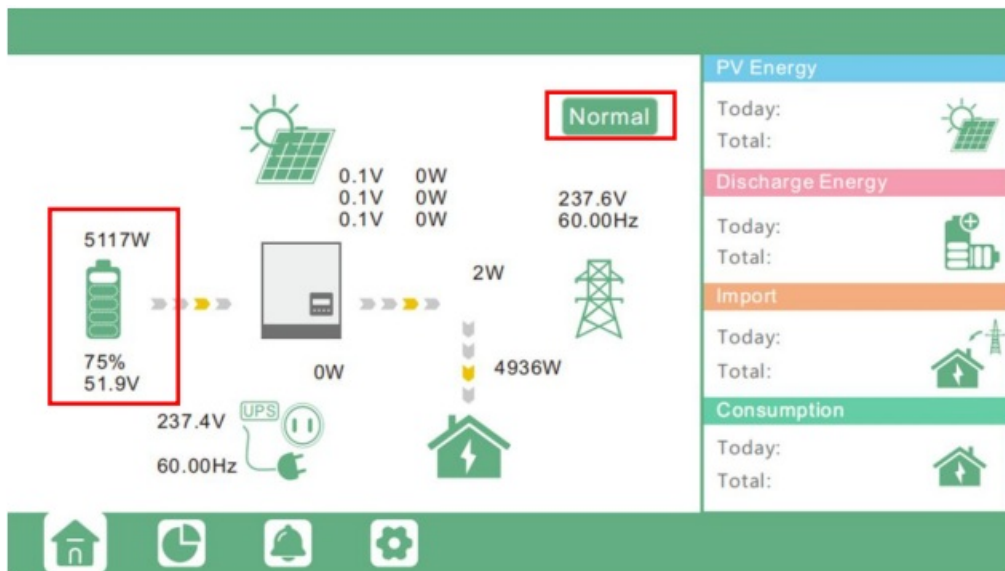 Normal
0.1V 0W
0.1V 0W
0.1V 0W
237.6V
60.00Hz
5117W
2W
75%
51.9V
0W
4936W
237.4V
UPS
60.00Hz
PV Energy
Today:
Total:
Discharge Energy
Today:
Total:
Import
Today:
Total:
Consumption
Today:
Total: